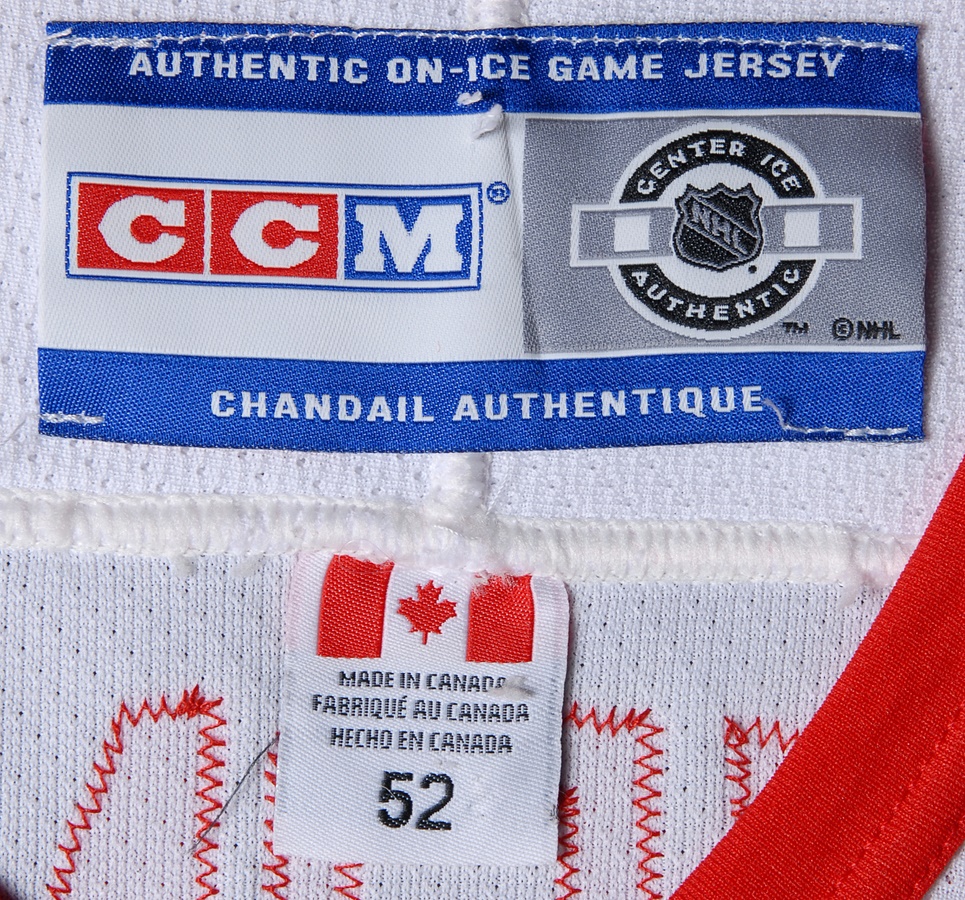 AUTHENTIC ON-ICE GAME JERSEY
CCM®
CENTER ICE
NHL
AUTHENTIC
™ ©NHL
CHANDAIL AUTHENTIQUE
MADE IN CANADA
FABRIQUÉ AU CANADA
HECHO EN CANADA
52